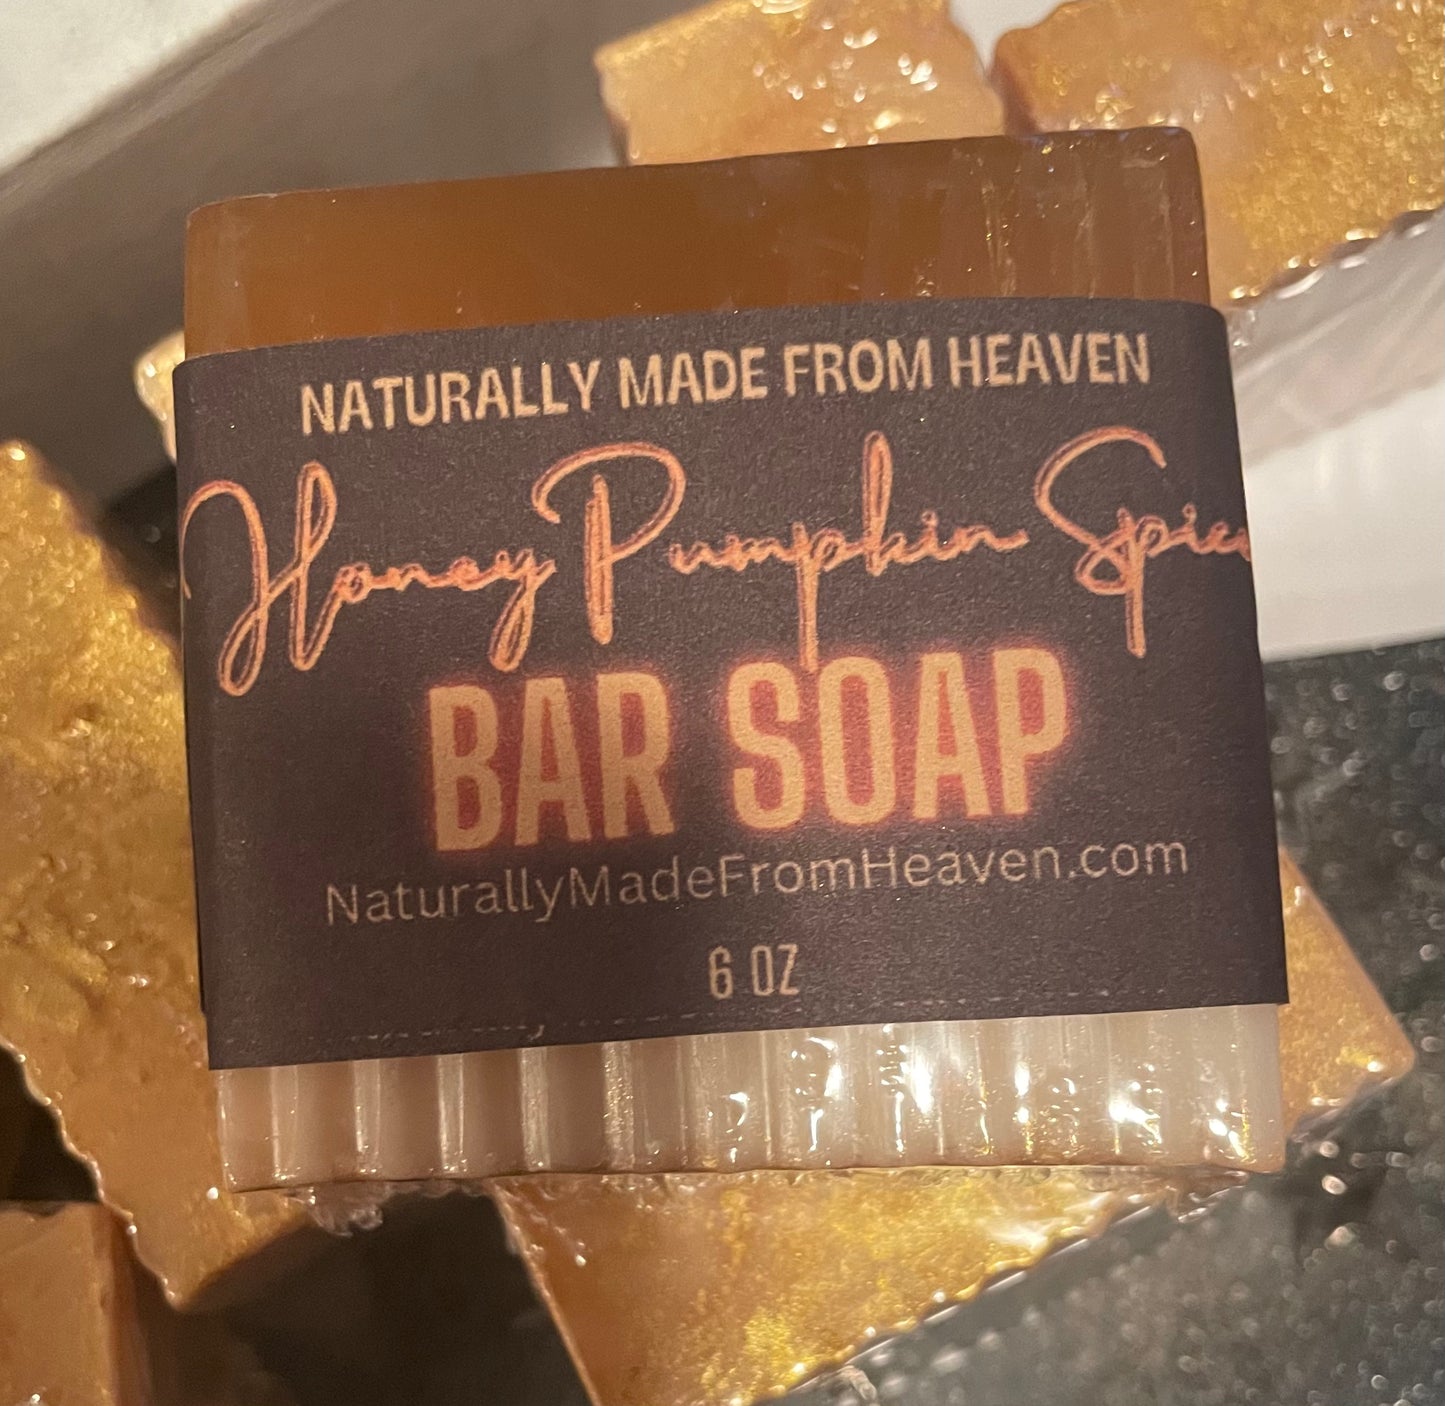 NATURALLY MADE FROM HEAVEN
Honey Pumpkin Spice
BAR SOAP
NaturallyMadeFromHeaven.com
6 OZ